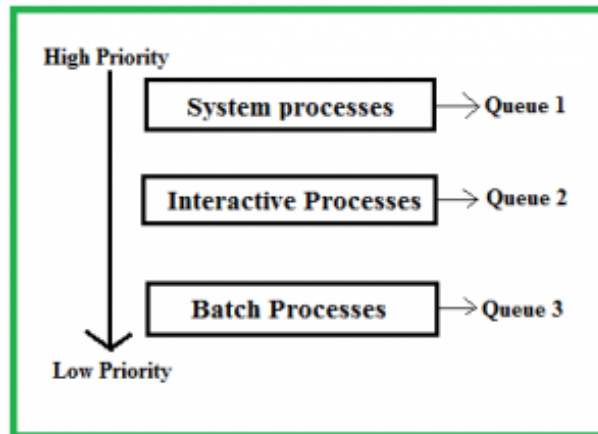 High Priority
System processes
Queue 1
Interactive Processes
Queue 2
Batch Processes
Queue 3
Low Priority